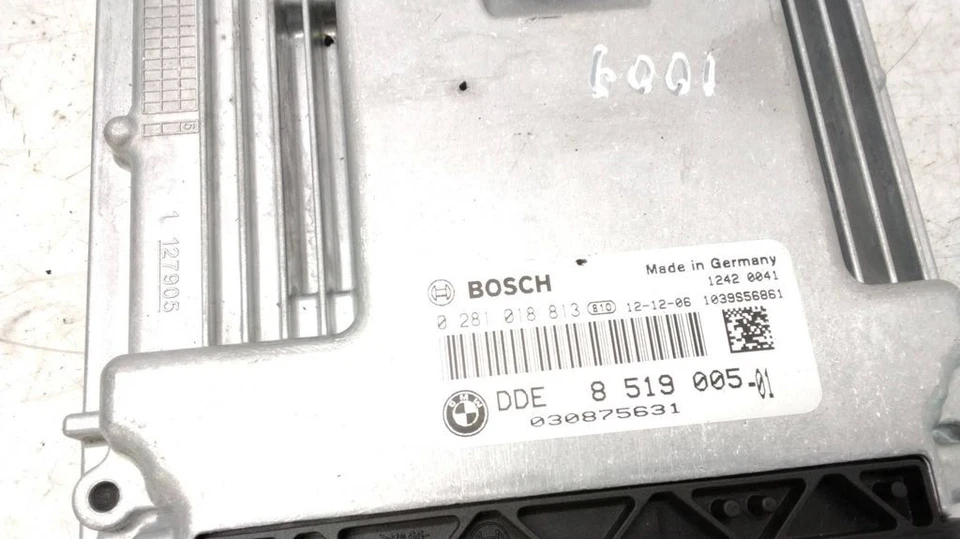 1 127905
BOSCH
Made in Germany
1242 0041
0 281 018 813 810 12-12-06 1039S56861
BMW
DDE 8 519 005-01
030875631